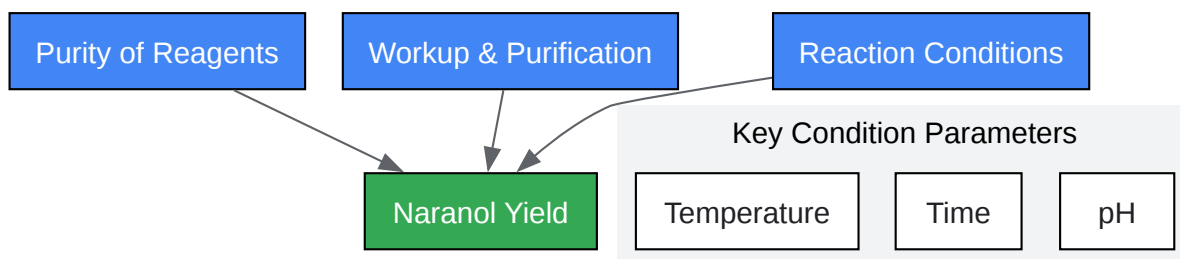 Purity of Reagents
Workup & Purification
Reaction Conditions
Key Condition Parameters
Naranol Yield
Temperature
Time
pH